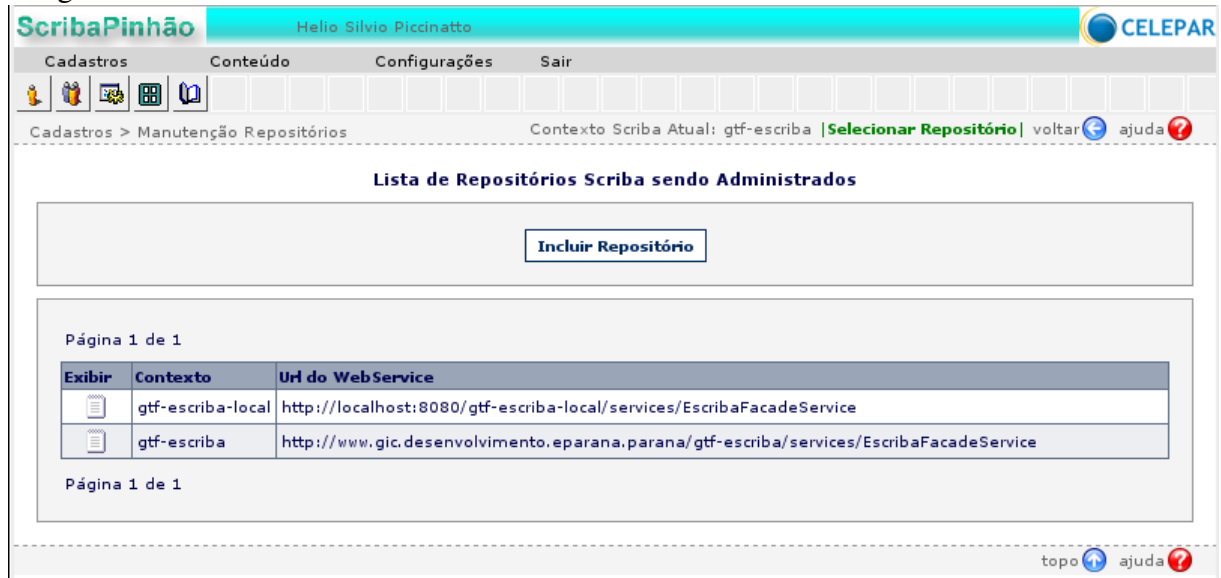 ScribaPinhão Helio Silvio Piccinatto CELEPAR
Cadastros Conteúdo Configurações Sair
Cadastros > Manutenção Repositórios Contexto Scriba Atual: gtf-escriba |Selecionar Repositório| voltar ajuda
Lista de Repositórios Scriba sendo Administrados
Incluir Repositório
Página 1 de 1
Exibir Contexto Url do WebService
gtf-escriba-local http://localhost:8080/gtf-escriba-local/services/EscribaFacadeService
gtf-escriba http://www.gic.desenvolvimento.eparana.parana/gtf-escriba/services/EscribaFacadeService
Página 1 de 1
topo ajuda